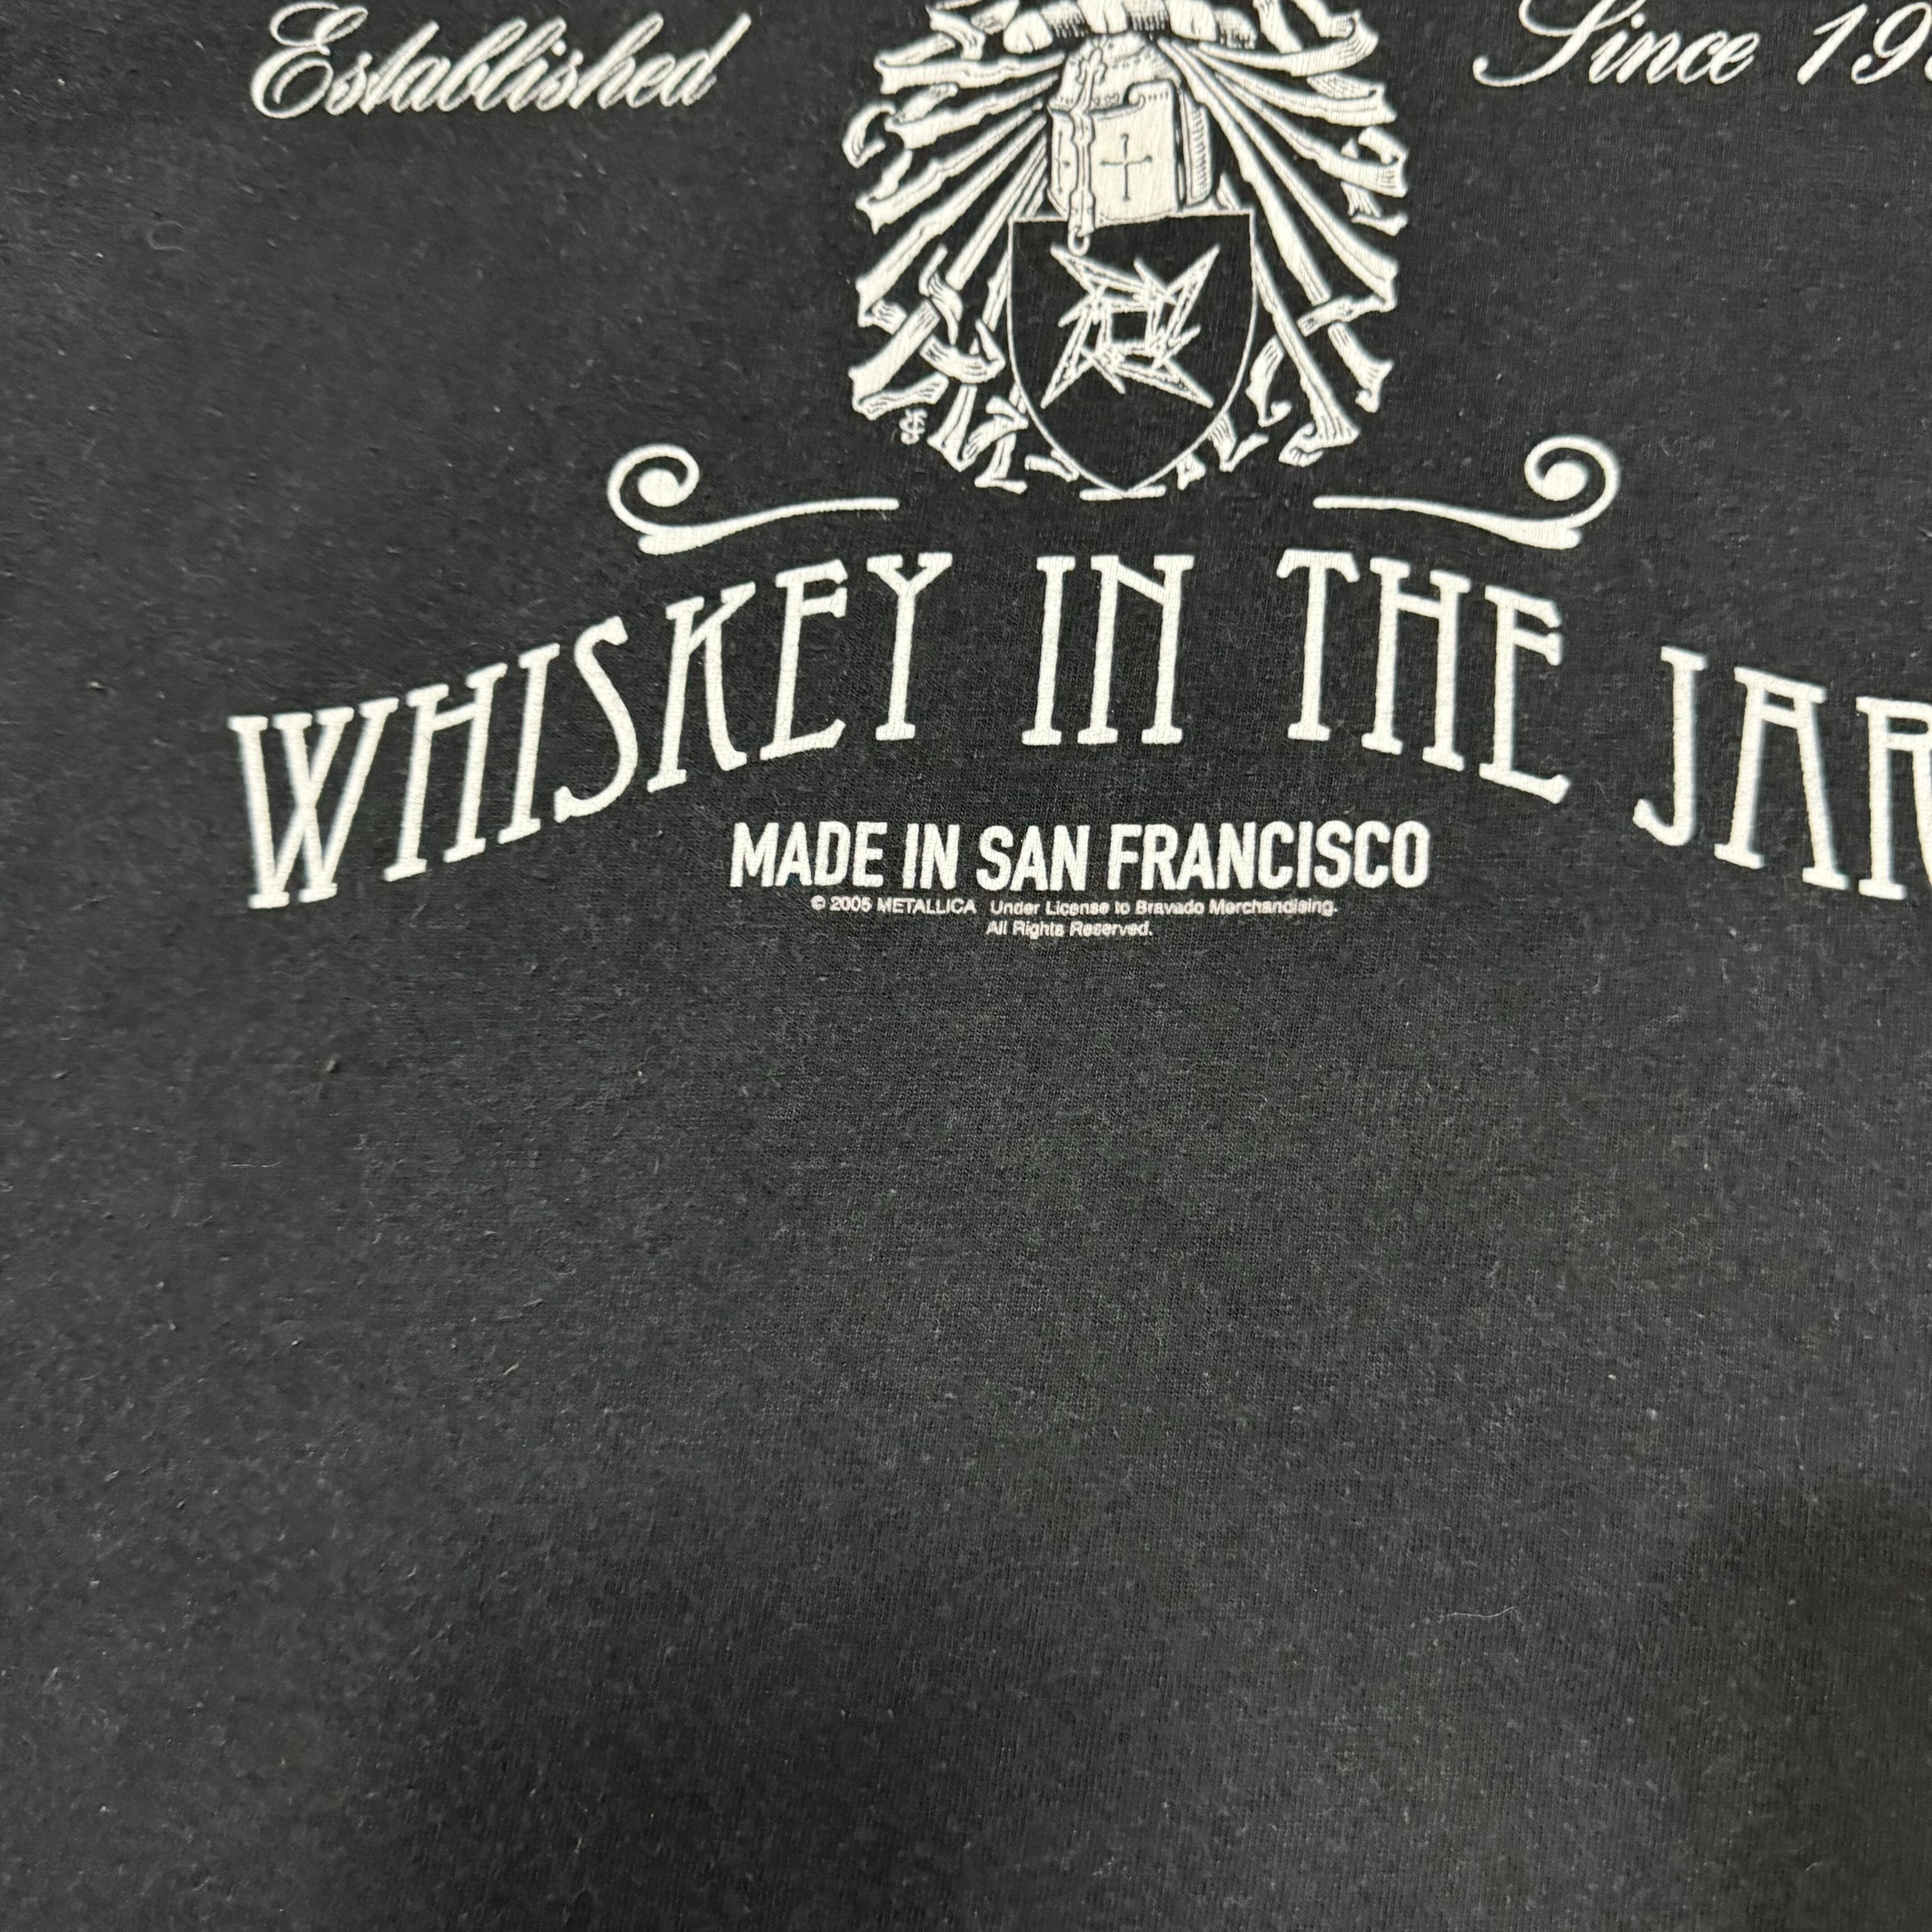 Established
Since 19
WHISKEY IN THE JAR
MADE IN SAN FRANCISCO
© 2005 METALLICA Under License to Bravado Merchandising.
All Rights Reserved.